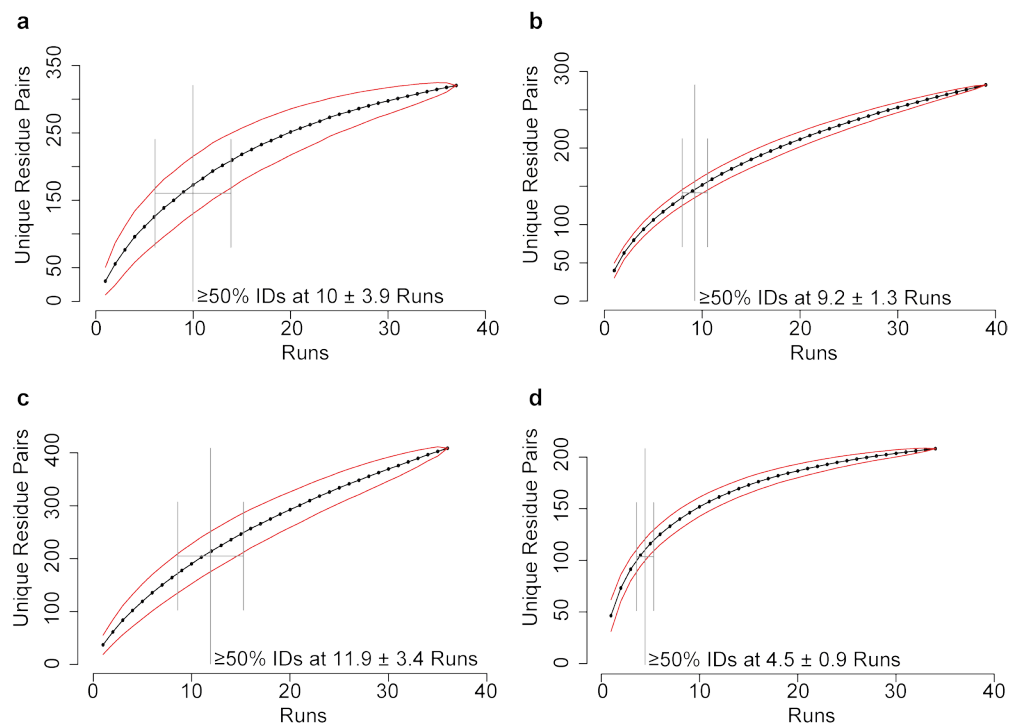 a
Unique Residue Pairs
350
250
150
50
0
≥50% IDs at 10 ± 3.9 Runs
0 10 20 30 40
Runs
b
Unique Residue Pairs
300
200
100
50
0
≥50% IDs at 9.2 ± 1.3 Runs
0 10 20 30 40
Runs
c
Unique Residue Pairs
400
300
200
100
0
≥50% IDs at 11.9 ± 3.4 Runs
0 10 20 30 40
Runs
d
Unique Residue Pairs
200
150
100
50
0
≥50% IDs at 4.5 ± 0.9 Runs
0 10 20 30 40
Runs